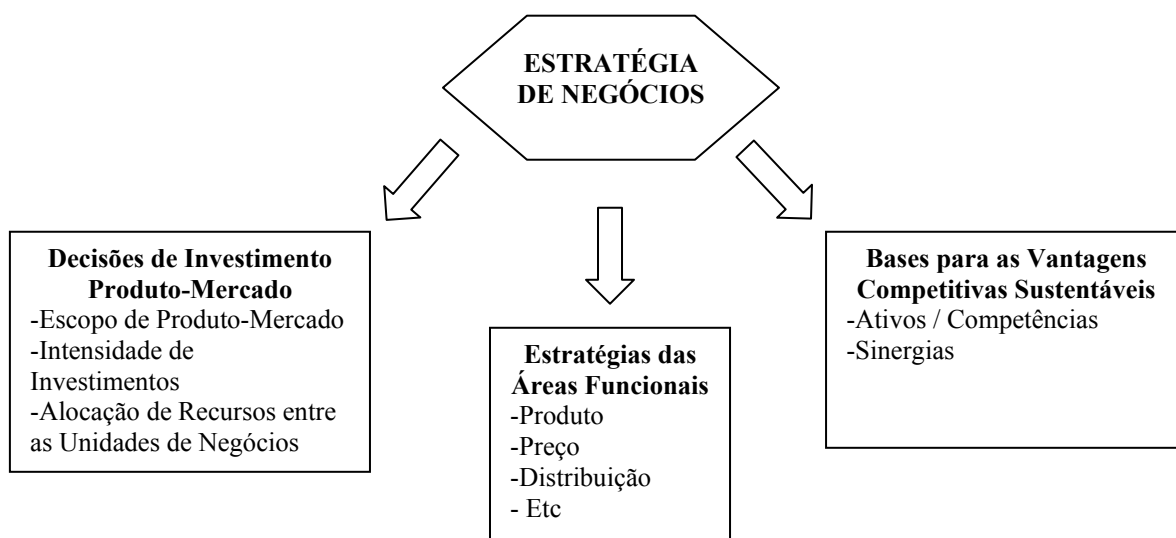 ESTRATÉGIA
DE NEGÓCIOS
Decisões de Investimento
Produto-Mercado
-Escopo de Produto-Mercado
-Intensidade de
Investimentos
-Alocação de Recursos entre
as Unidades de Negócios
Estratégias das
Áreas Funcionais
-Produto
-Preço
-Distribuição
- Etc
Bases para as Vantagens
Competitivas Sustentáveis
-Ativos / Competências
-Sinergias